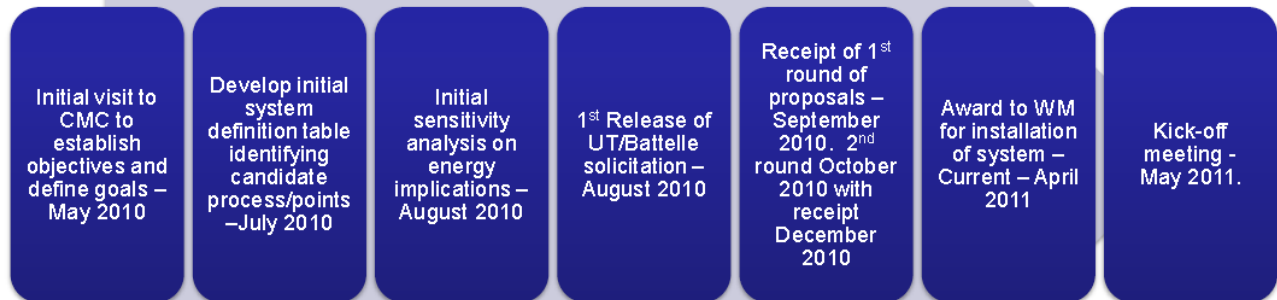 Initial visit to
CMC to
establish
objectives and
define goals –
May 2010
Develop initial
system
definition table
identifying
candidate
process/points
–July 2010
Initial
sensitivity
analysis on
energy
implications –
August 2010
1st Release of
UT/Battelle
solicitation –
August 2010
Receipt of 1st
round of
proposals –
September
2010.  2nd
round October
2010 with
receipt
December
2010
Award to WM
for installation
of system –
Current – April
2011
Kick-off
meeting -
May 2011.